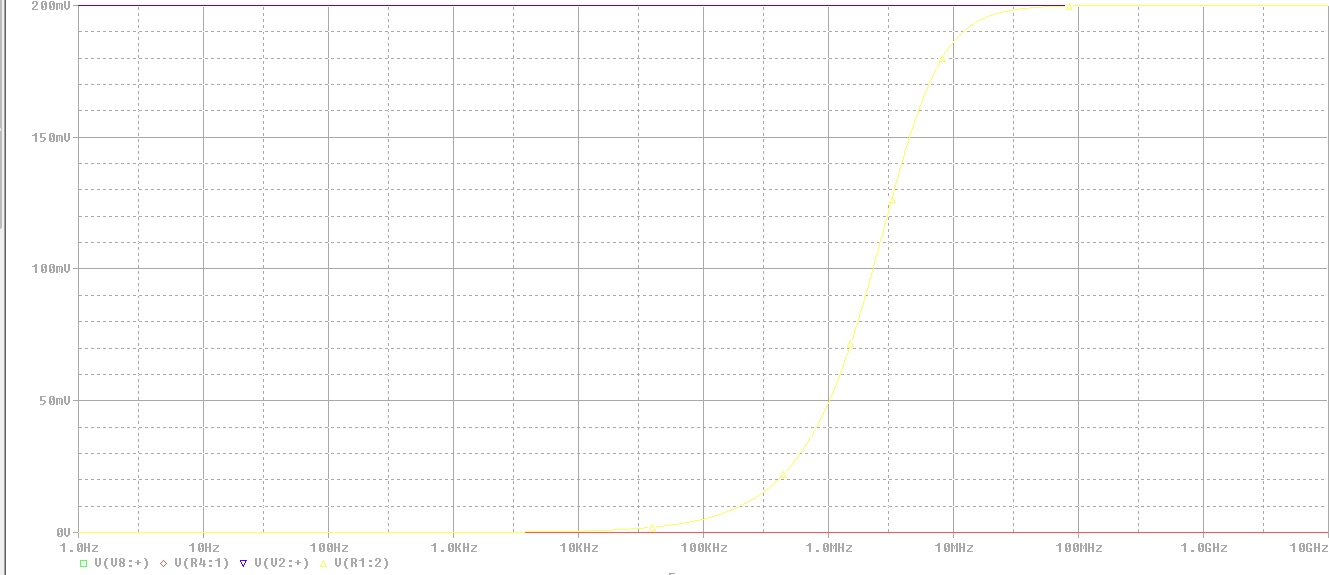 200mV
150mV
100mV
50mV
0V
1.0Hz 10Hz 100Hz 1.0KHz 10KHz 100KHz 1.00MHz 10MHz 100MHz 1.0GHz 10GHz
V(V8:+) V(R4:1) V(V2:+) V(R1:2)